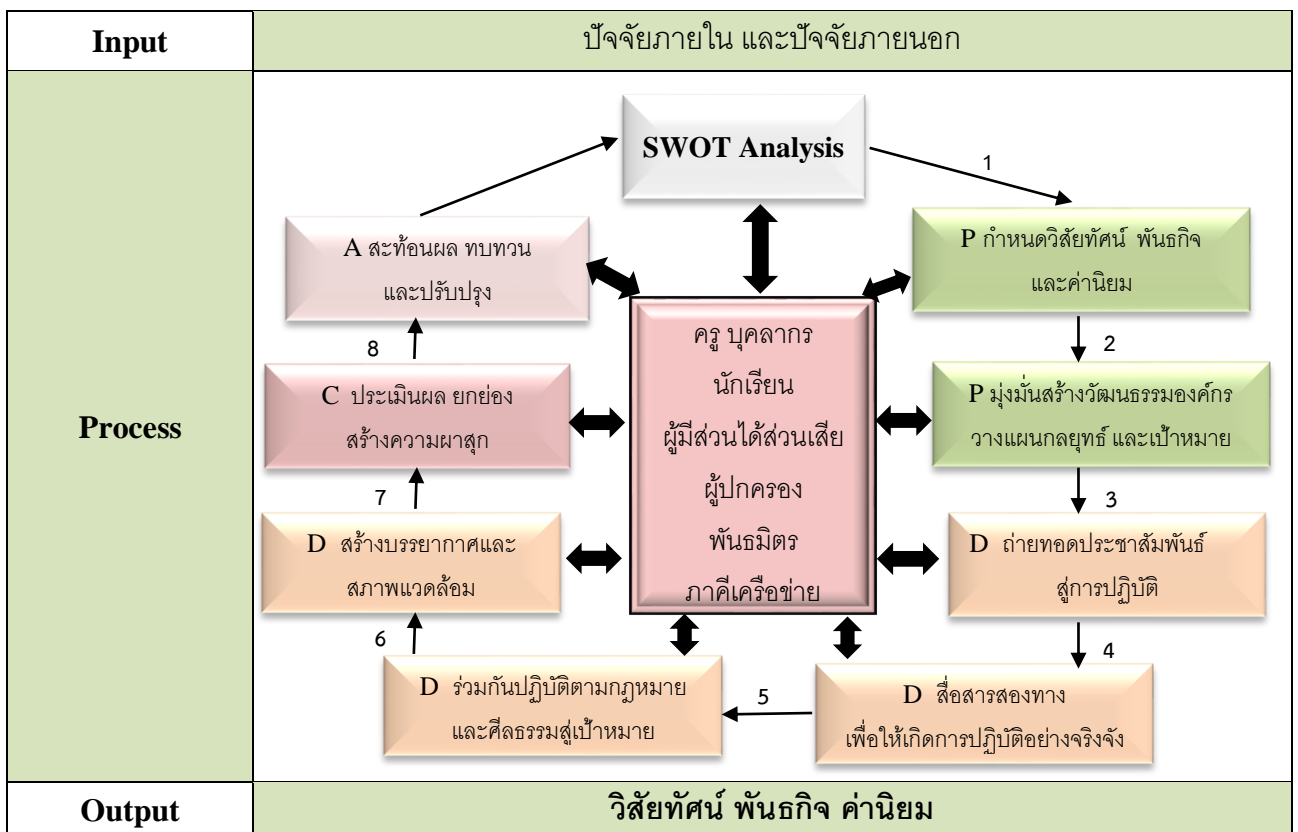 Input
ปัจจัยภายใน และปัจจัยภายนอก
Process
SWOT Analysis
1
P กำหนดวิสัยทัศน์ พันธกิจ
และค่านิยม
2
P มุ่งมั่นสร้างวัฒนธรรมองค์กร
วางแผนกลยุทธ์ และเป้าหมาย
3
D ถ่ายทอดประชาสัมพันธ์
สู่การปฏิบัติ
4
D สื่อสารสองทาง
เพื่อให้เกิดการปฏิบัติอย่างจริงจัง
5
D ร่วมกันปฏิบัติตามกฎหมาย
และศีลธรรมสู่เป้าหมาย
6
D สร้างบรรยากาศและ
สภาพแวดล้อม
7
C ประเมินผล ยกย่อง
สร้างความผาสุก
8
A สะท้อนผล ทบทวน
และปรับปรุง
ครู บุคลากร
นักเรียน
ผู้มีส่วนได้ส่วนเสีย
ผู้ปกครอง
พันธมิตร
ภาคีเครือข่าย
Output
วิสัยทัศน์ พันธกิจ ค่านิยม